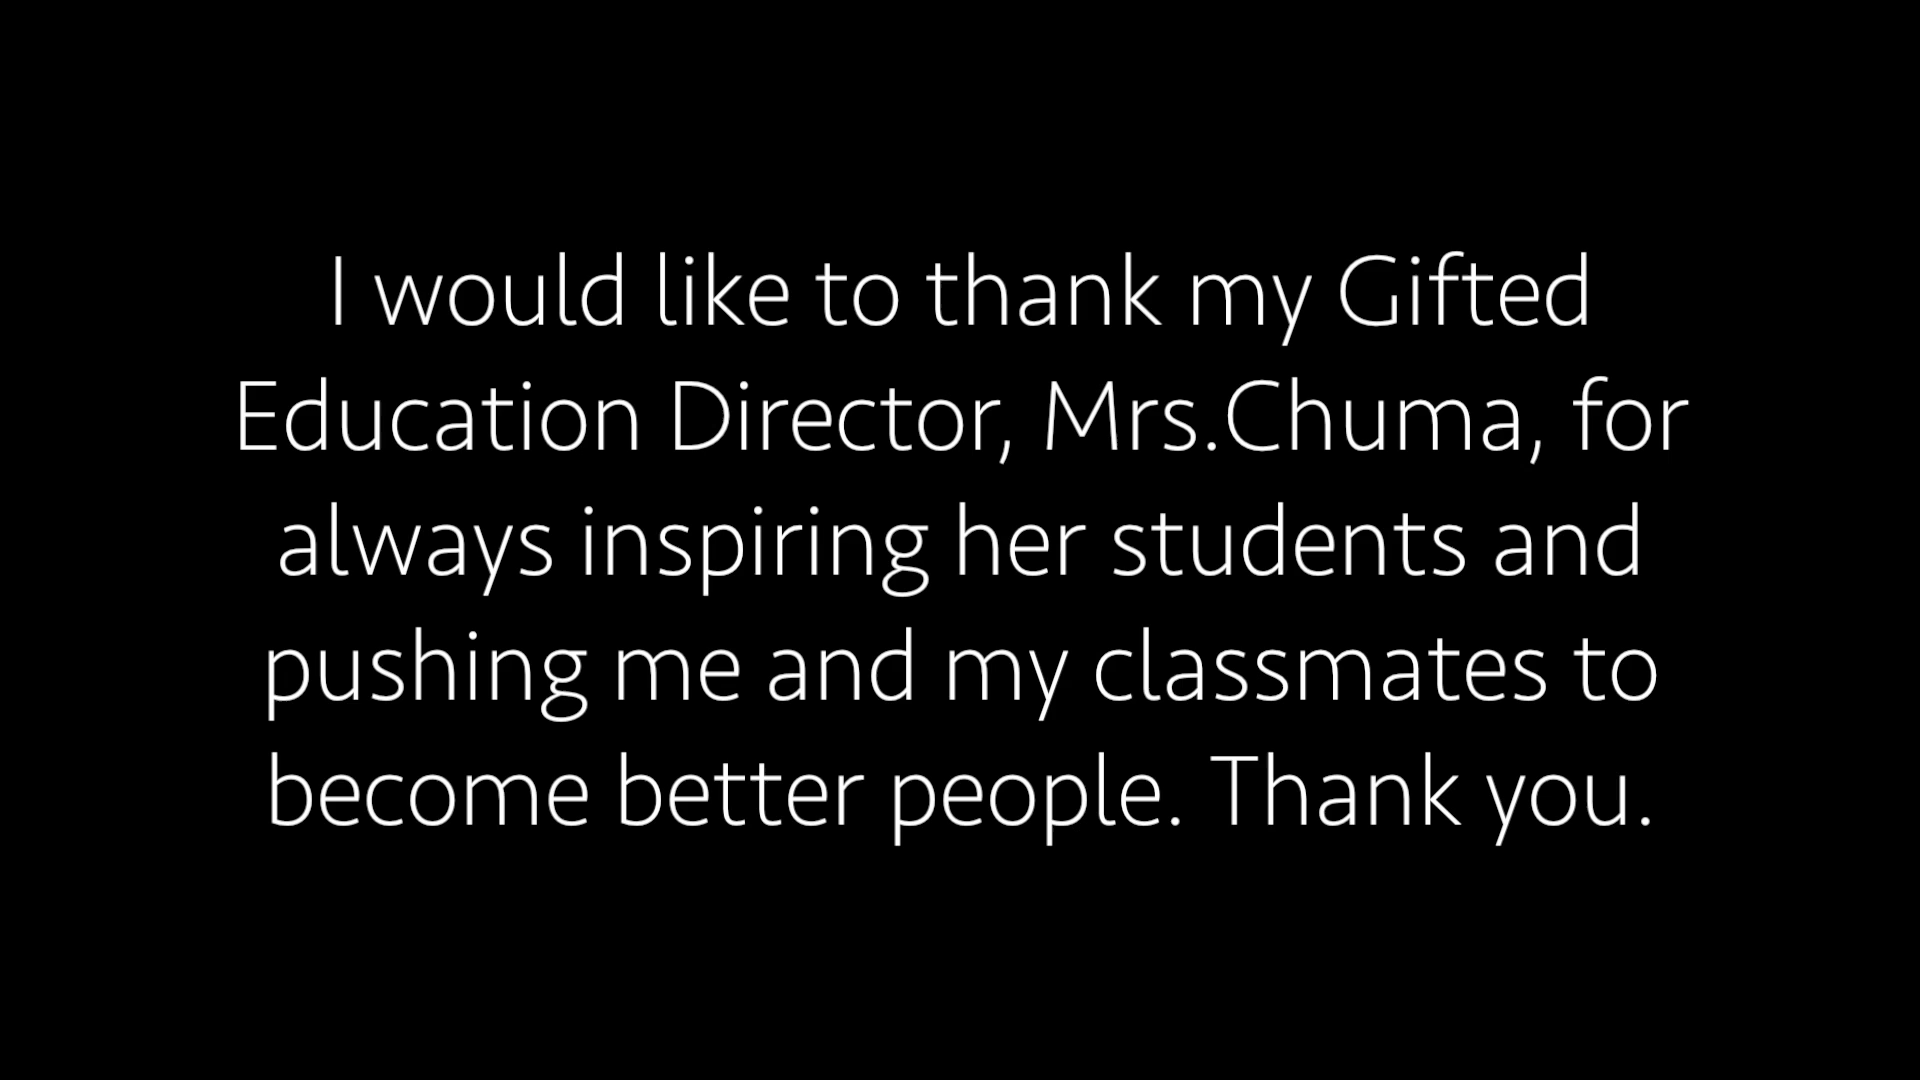 I would like to thank my Gifted
Education Director, Mrs.Chuma, for
always inspiring her students and
pushing me and my classmates to
become better people. Thank you.